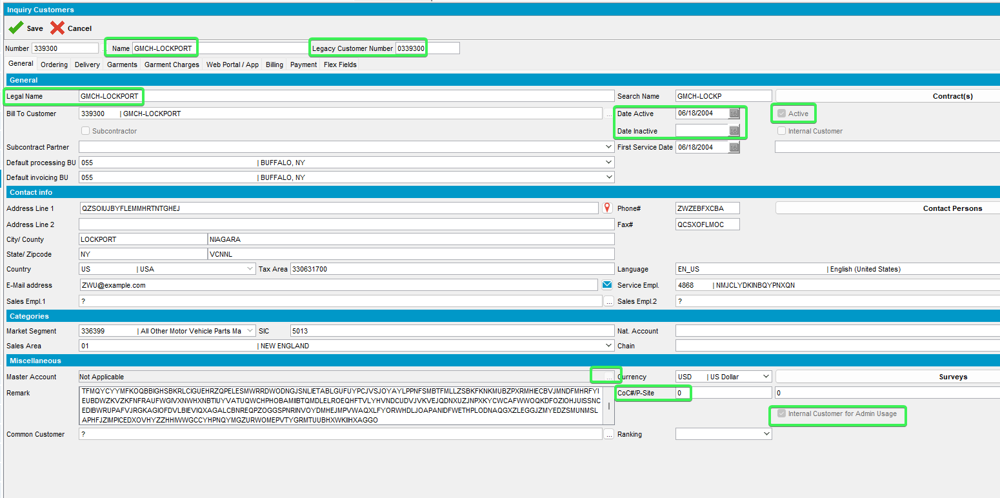 Inquiry Customers
Save Cancel
Number 339300 ... Name GMCH-LOCKPORT Legacy Customer Number 0339300
General Ordering Delivery Garments Garment Charges Web Portal / App Billing Payment Flex Fields
General
Legal Name GMCH-LOCKPORT Search Name GMCH-LOCKP Contract(s)
Bill To Customer 339300 | GMCH-LOCKPORT ... Date Active 06/18/2004 16 Active
Subcontractor Date Inactive 16 Internal Customer
Subcontract Partner First Service Date 06/18/2004 16
Default processing BU 055 | BUFFALO, NY
Default invoicing BU 055 | BUFFALO, NY
Contact info
Address Line 1 QZSOIUJBYFLEMMHRTNTGHEJ Phone# ZWZEBFXCBA Contact Persons
Address Line 2 Fax# QCSXOFLMOC
City/ County LOCKPORT NIAGARA
State/ Zipcode NY VCNNL
Country US | USA Tax Area 330631700 Language EN_US | English (United States)
E-Mail address ZWU@example.com Service Empl. 4868 | NMJCLYDKINBQYPNXQN
Sales Empl.1 ? ... Sales Empl.2 ?
Categories
Market Segment 336399 | All Other Motor Vehicle Parts Ma SIC 5013 Nat. Account
Sales Area 01 | NEW ENGLAND Chain
Miscellaneous
Master Account Not Applicable ... Currency USD | US Dollar Surveys
Remark TFMQYCYYMFKOQBBIGHSBKRLCIGUEHRZQPELESMWRRDWODNGJSNLIETABLGUFUYPCJVSJOYAYLPPNFSMBTFMLLZSBKFKNKMUBZPXRMHIECBVJMNDFMHRFYI CoC#/P-Site 0 0
EUBDWZKVZKFNFRAUFWGIVXNWHXNBTIUYVATUQWCHPHOBAMIIBTQMDLELROEQHFTVLYHVNDCUDVJVKVEJQDNXUZJNPXKYCWCAFWWOQKDFOZIOHJUISSNC
EDIBWRUPAFVJRGKAGIOFDVLBIEVIQXAGALCBNREQPZOGGSPNRINVOYDMHEJMPVWAQXLFYORWHDLJOAPANIDFWETHPLODNAQGXZLEGGJZMYEDZSMUNMSL Internal Customer for Admin Usage
APHFJZIMPICEDXOVHYZZHHIWWGCCYHPNQYMGZURWOMEPVTYGRMTUUBHXWKIIHXAGGO
Common Customer ? ... Ranking